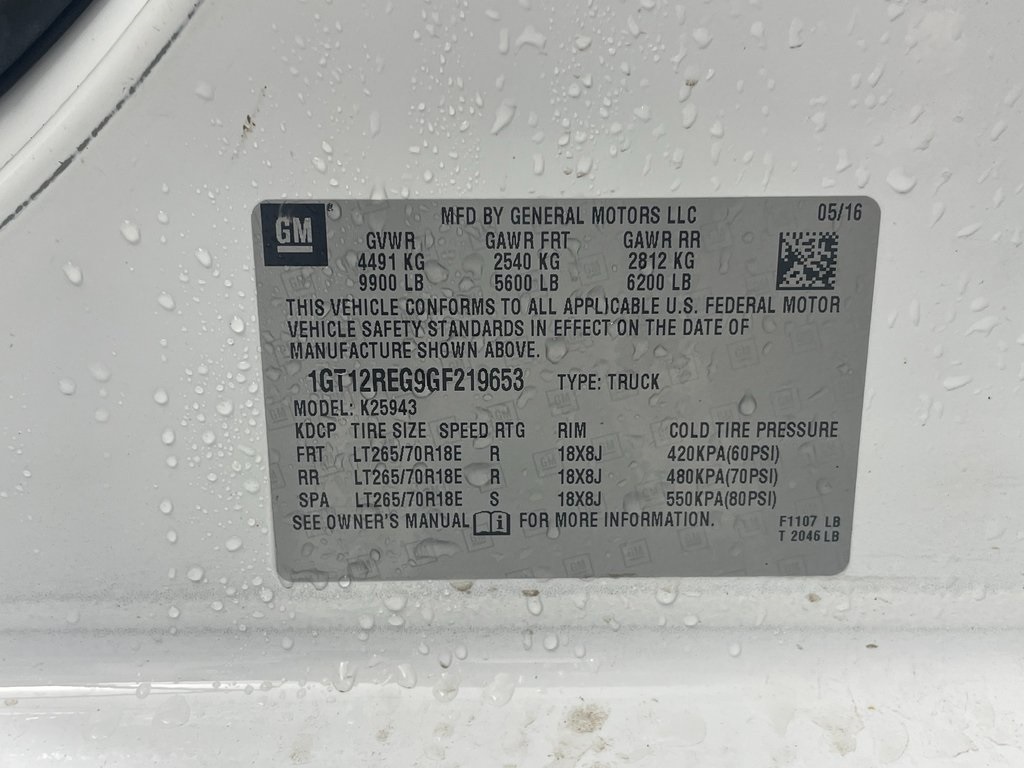 GM
MFD BY GENERAL MOTORS LLC 05/16
GVWR GAWR FRT GAWR RR
4491 KG 2540 KG 2812 KG
9900 LB 5600 LB 6200 LB
THIS VEHICLE CONFORMS TO ALL APPLICABLE U.S. FEDERAL MOTOR
VEHICLE SAFETY STANDARDS IN EFFECT ON THE DATE OF
MANUFACTURE SHOWN ABOVE.
1GT12REG9GF219653 TYPE: TRUCK
MODEL: K25943
KDCP TIRE SIZE SPEED RTG RIM COLD TIRE PRESSURE
FRT LT265/70R18E R 18X8J 420KPA(60PSI)
RR LT265/70R18E R 18X8J 480KPA(70PSI)
SPA LT265/70R18E S 18X8J 550KPA(80PSI)
SEE OWNER'S MANUAL i FOR MORE INFORMATION. F1107 LB
T 2046 LB